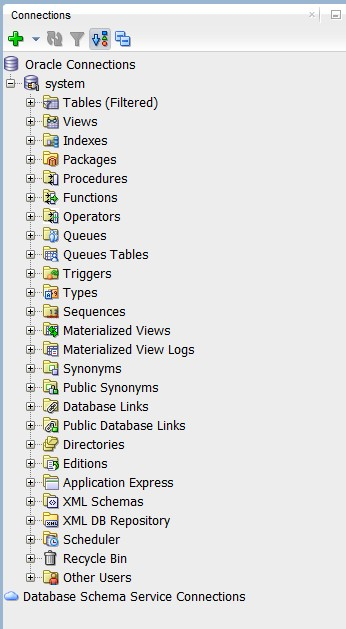 Connections
Oracle Connections
system
Tables (Filtered)
Views
Indexes
Packages
Procedures
Functions
Operators
Queues
Queues Tables
Triggers
Types
Sequences
Materialized Views
Materialized View Logs
Synonyms
Public Synonyms
Database Links
Public Database Links
Directories
Editions
Application Express
XML Schemas
XML DB Repository
Scheduler
Recycle Bin
Other Users
Database Schema Service Connections